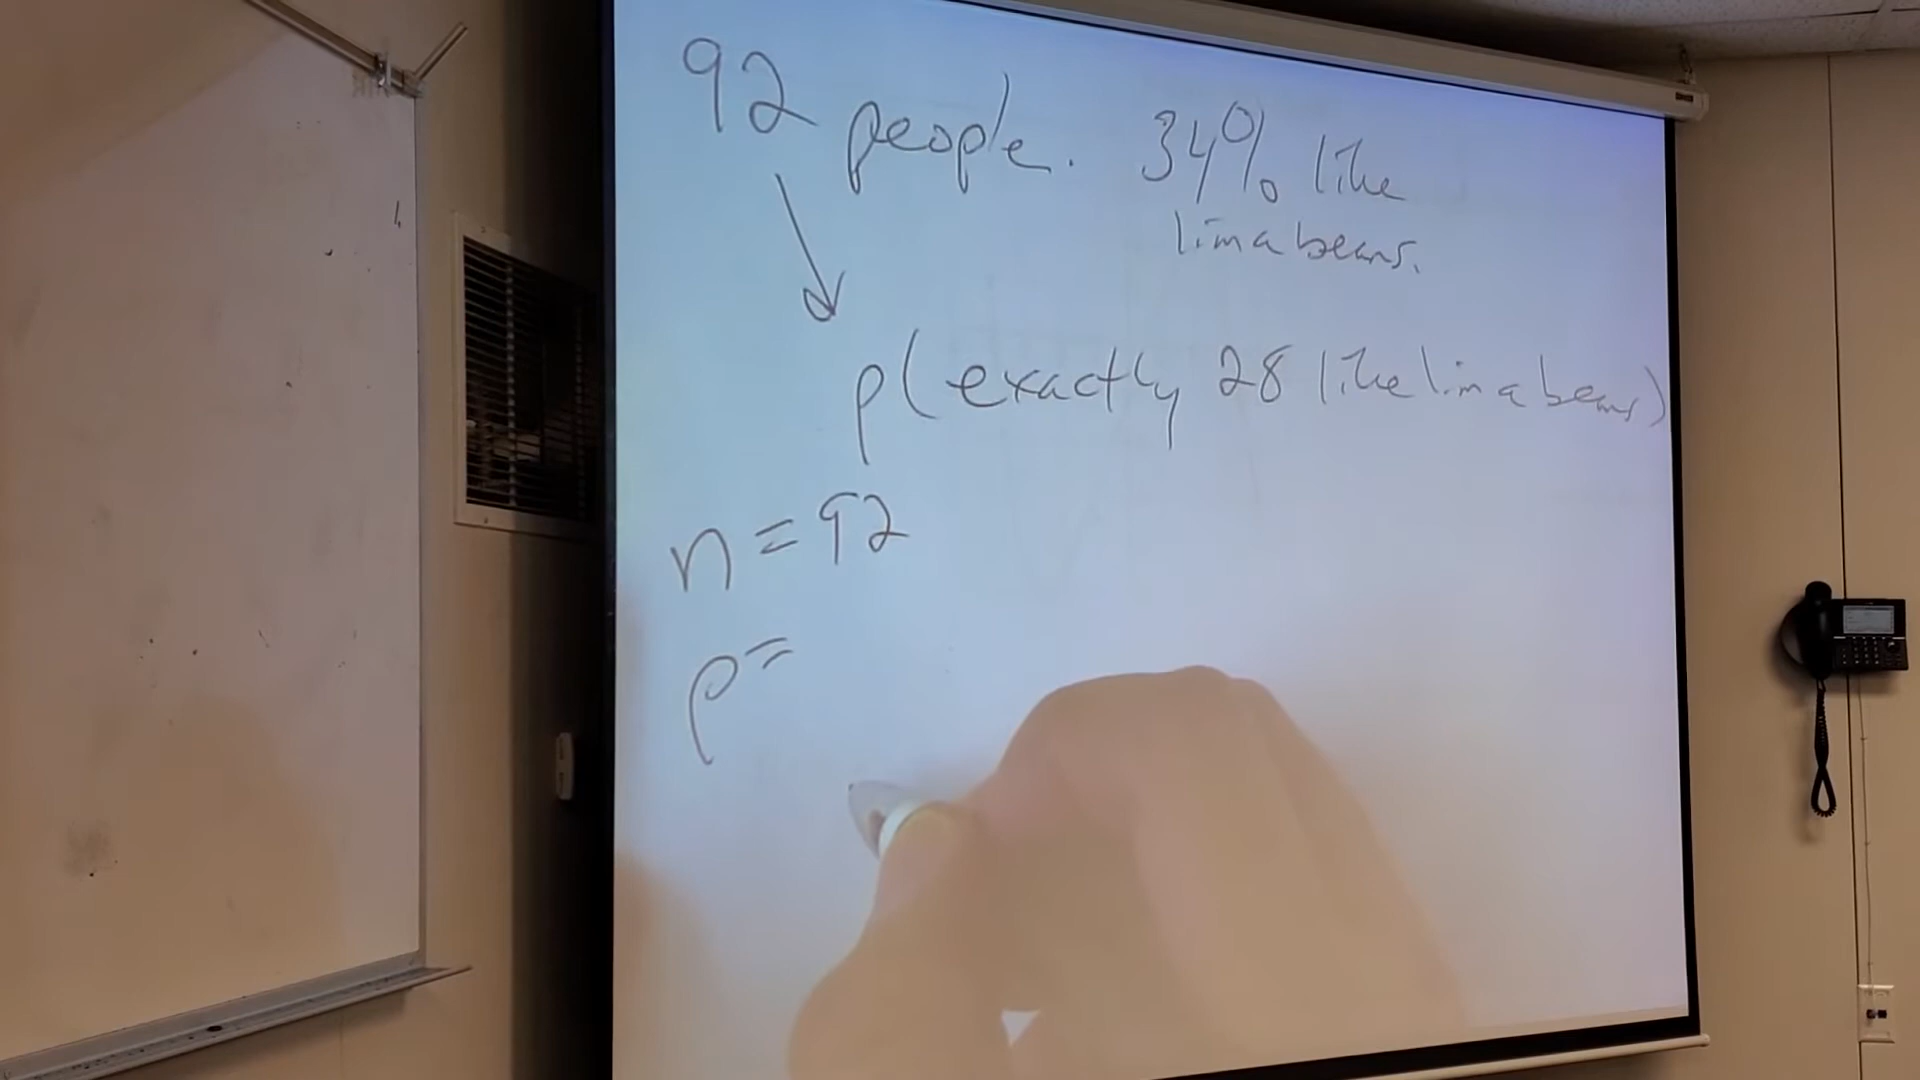 92 people. 34% like
lima beans.
p(exactly 28 like lima beans)
n=92
p=